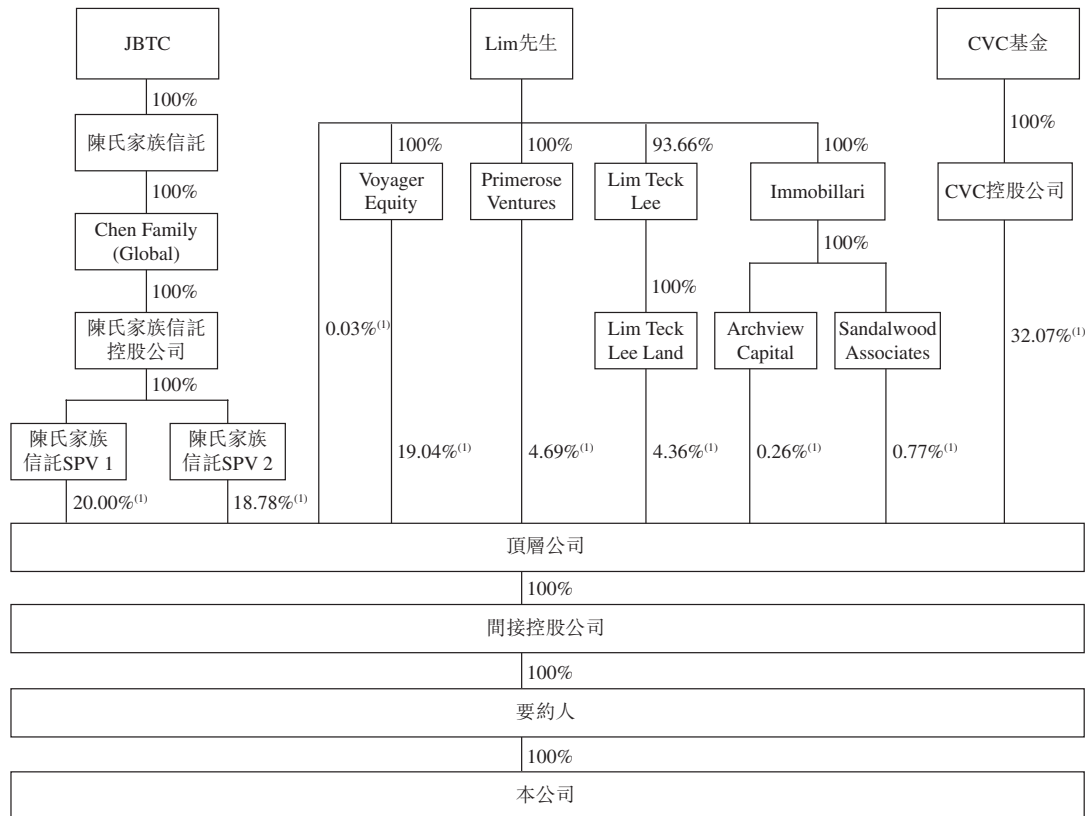 JBTC
Lim先生
CVC基金
100%
100%
陳氏家族信託
100%
100%
93.66%
100%
Voyager
Equity
Primerose
Ventures
Lim Teck
Lee
Immobillari
CVC控股公司
100%
Chen Family
(Global)
100%
100%
100%
陳氏家族信託
控股公司
0.03%(1)
Lim Teck
Lee Land
Archview
Capital
Sandalwood
Associates
32.07%(1)
100%
陳氏家族
信託SPV 1
陳氏家族
信託SPV 2
19.04%(1)
4.69%(1)
4.36%(1)
0.26%(1)
0.77%(1)
20.00%(1)
18.78%(1)
頂層公司
100%
間接控股公司
100%
要約人
100%
本公司